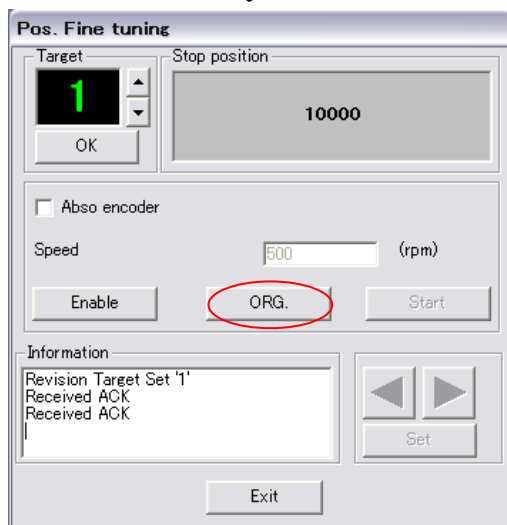 Pos. Fine tuning
Target
Stop position
1
10000
OK
Abso encoder
Speed
500
(rpm)
Enable
ORG.
Start
Information
Revision Target Set '1'
Received ACK
Received ACK
Set
Exit